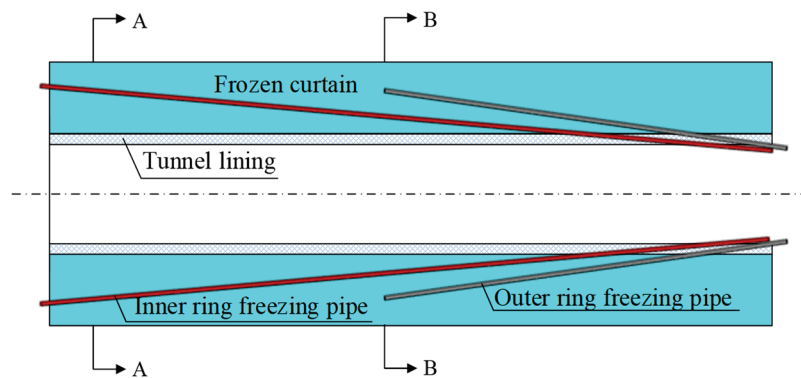 A
B
Frozen curtain
Tunnel lining
Inner ring freezing pipe
Outer ring freezing pipe
A
B